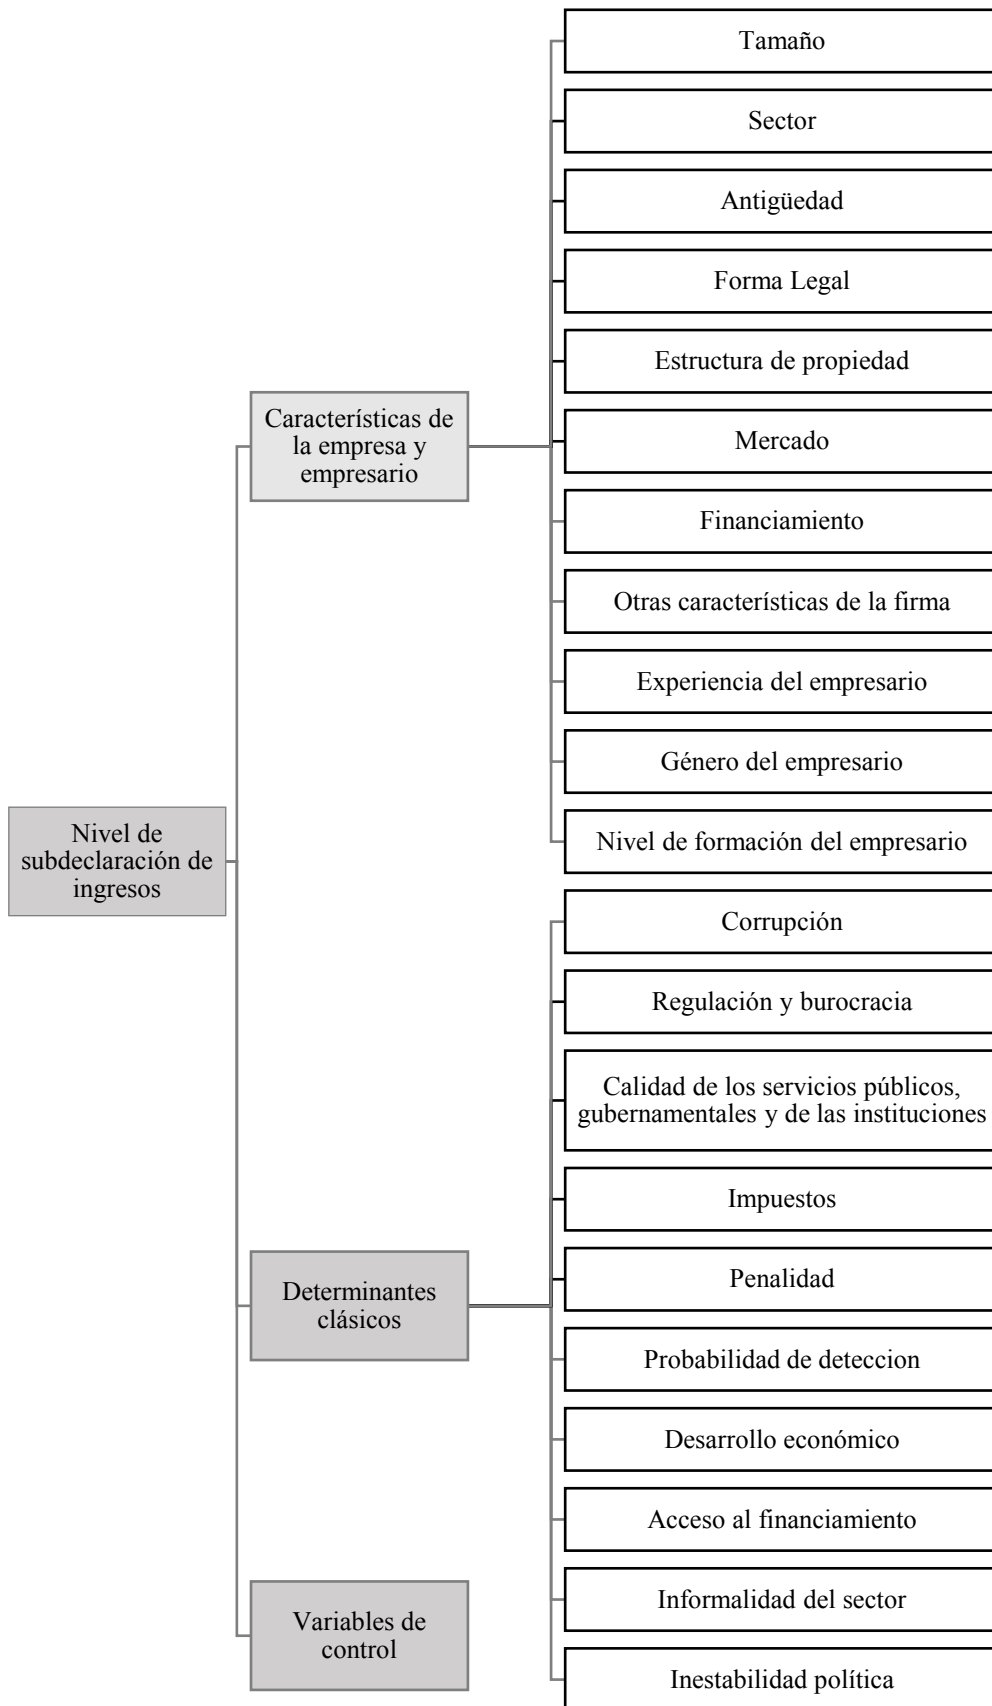 Nivel de
subdeclaración de
ingresos
Característícas de
la empresa y
empresario
Tamaño
Sector
Antigüedad
Forma Legal
Estructura de propiedad
Mercado
Financiamiento
Otras característícas de la firma
Experiencia del empresario
Género del empresario
Nivel de formación del empresario
Determinantes
clásicos
Corrupción
Regulación y burocracia
Calidad de los servicios públicos,
gubernamentales y de las instituciones
Impuestos
Penalidad
Probabilidad de deteccion
Desarrollo económico
Acceso al financiamiento
Informalidad del sector
Inestabilidad política
Variables de
control